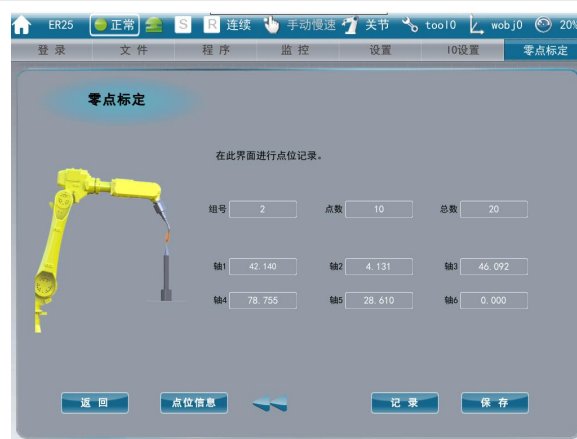 ER25 正常 S R 连续 手动慢速 关节 tool0 wobj0 20%
登录 文件 程序 监控 设置 IO设置 零点标定
零点标定
在此界面进行点位记录。
组号 2 点数 10 总数 20
轴1 42.140 轴2 4.131 轴3 46.092
轴4 78.755 轴5 28.610 轴6 0.000
返回 点位信息 记录 保存